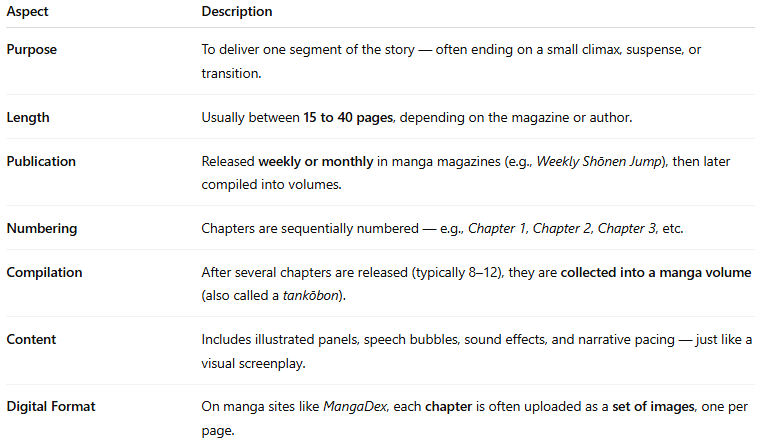 Aspect Description
Purpose To deliver one segment of the story — often ending on a small climax, suspense, or
transition.
Length Usually between 15 to 40 pages, depending on the magazine or author.
Publication Released weekly or monthly in manga magazines (e.g., Weekly Shōnen Jump), then later
compiled into volumes.
Numbering Chapters are sequentially numbered — e.g., Chapter 1, Chapter 2, Chapter 3, etc.
Compilation After several chapters are released (typically 8–12), they are collected into a manga volume
(also called a tankōbon).
Content Includes illustrated panels, speech bubbles, sound effects, and narrative pacing — just like a
visual screenplay.
Digital Format On manga sites like MangaDex, each chapter is often uploaded as a set of images, one per
page.